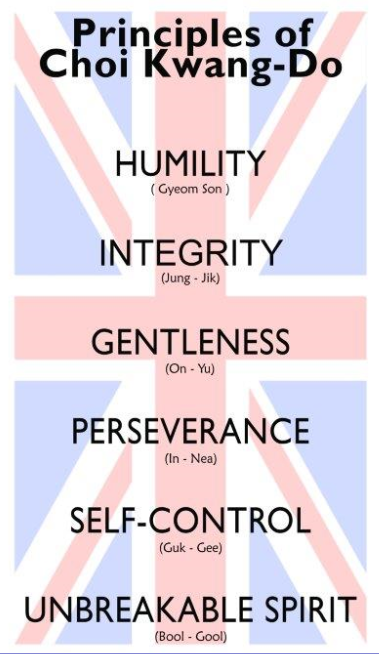 Principles of
Choi Kwang-Do
HUMILITY
( Gyeom Son )
INTEGRITY
(Jung - Jik)
GENTLENESS
(On - Yu)
PERSEVERANCE
(In - Nea)
SELF-CONTROL
(Guk - Gee)
UNBREAKABLE SPIRIT
(Bool - Gool)